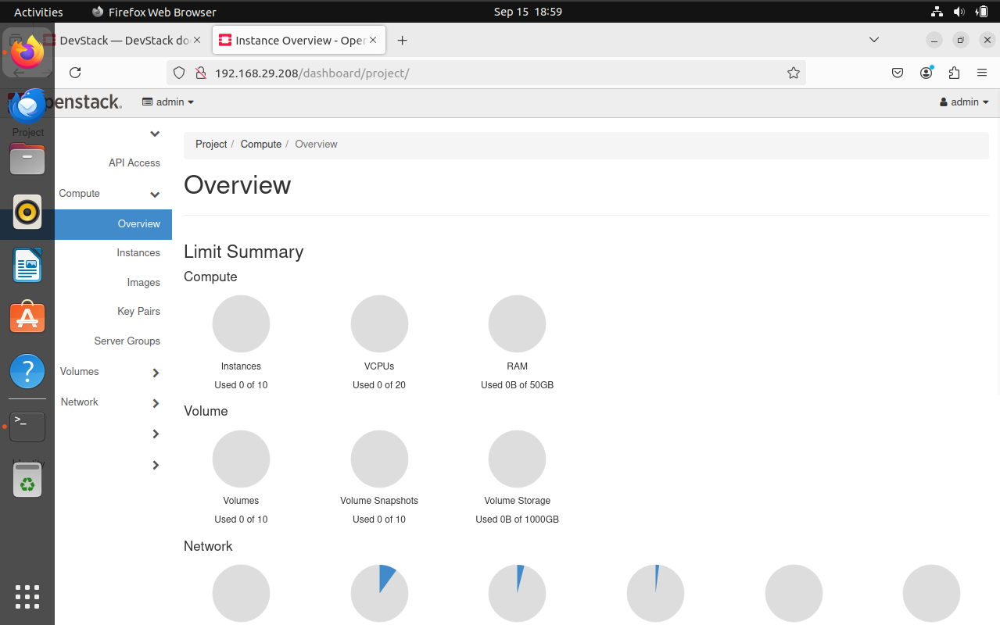 Activities Firefox Web Browser Sep 15 18:59
DevStack — DevStack do
Instance Overview - Oper
192.168.29.208/dashboard/project/
openstack.
admin
admin
Project
Project / Compute / Overview
API Access
Compute
Overview
Overview
Instances
Images
Key Pairs
Server Groups
Volumes
Network
Limit Summary
Compute
Instances VCPUs RAM
Used 0 of 10 Used 0 of 20 Used 0B of 50GB
Volume
Volumes Volume Snapshots Volume Storage
Used 0 of 10 Used 0 of 10 Used 0B of 1000GB
Network